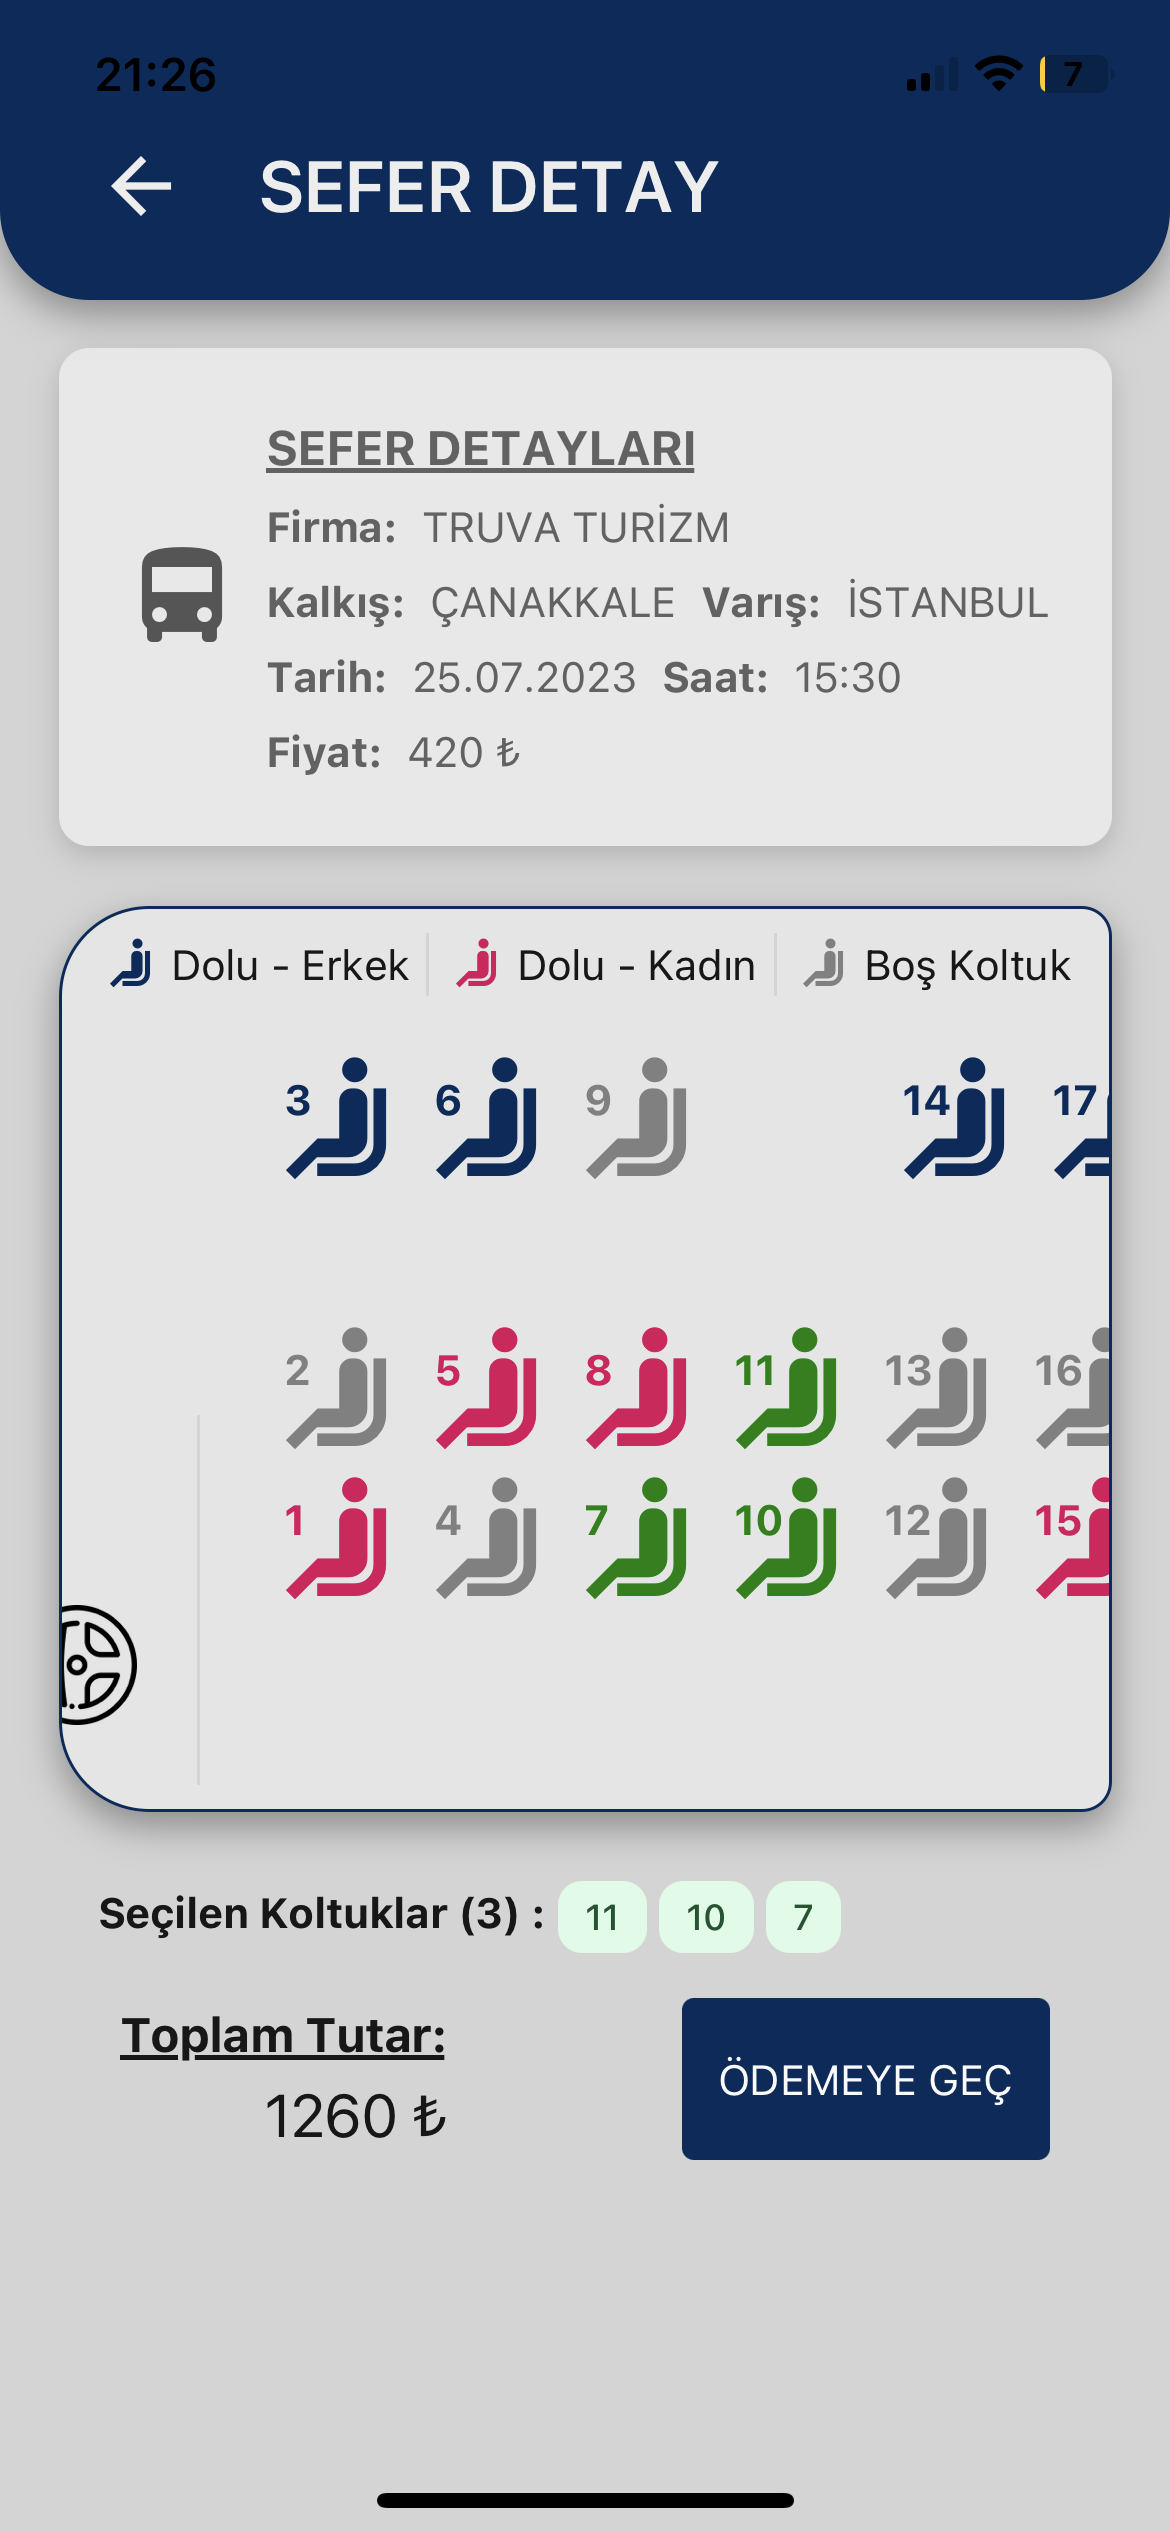 21:26
7
SEFER DETAY
SEFER DETAYLARI
Firma: TRUVA TURİZM
Kalkış: ÇANAKKALE Varış: İSTANBUL
Tarih: 25.07.2023 Saat: 15:30
Fiyat: 420 ₺
Dolu - Erkek Dolu - Kadın Boş Koltuk
3 6 9 14 17
2 5 8 11 13 16
1 4 7 10 12 15
Seçilen Koltuklar (3) : 11 10 7
Toplam Tutar:
1260 ₺
ÖDEMEYE GEÇ